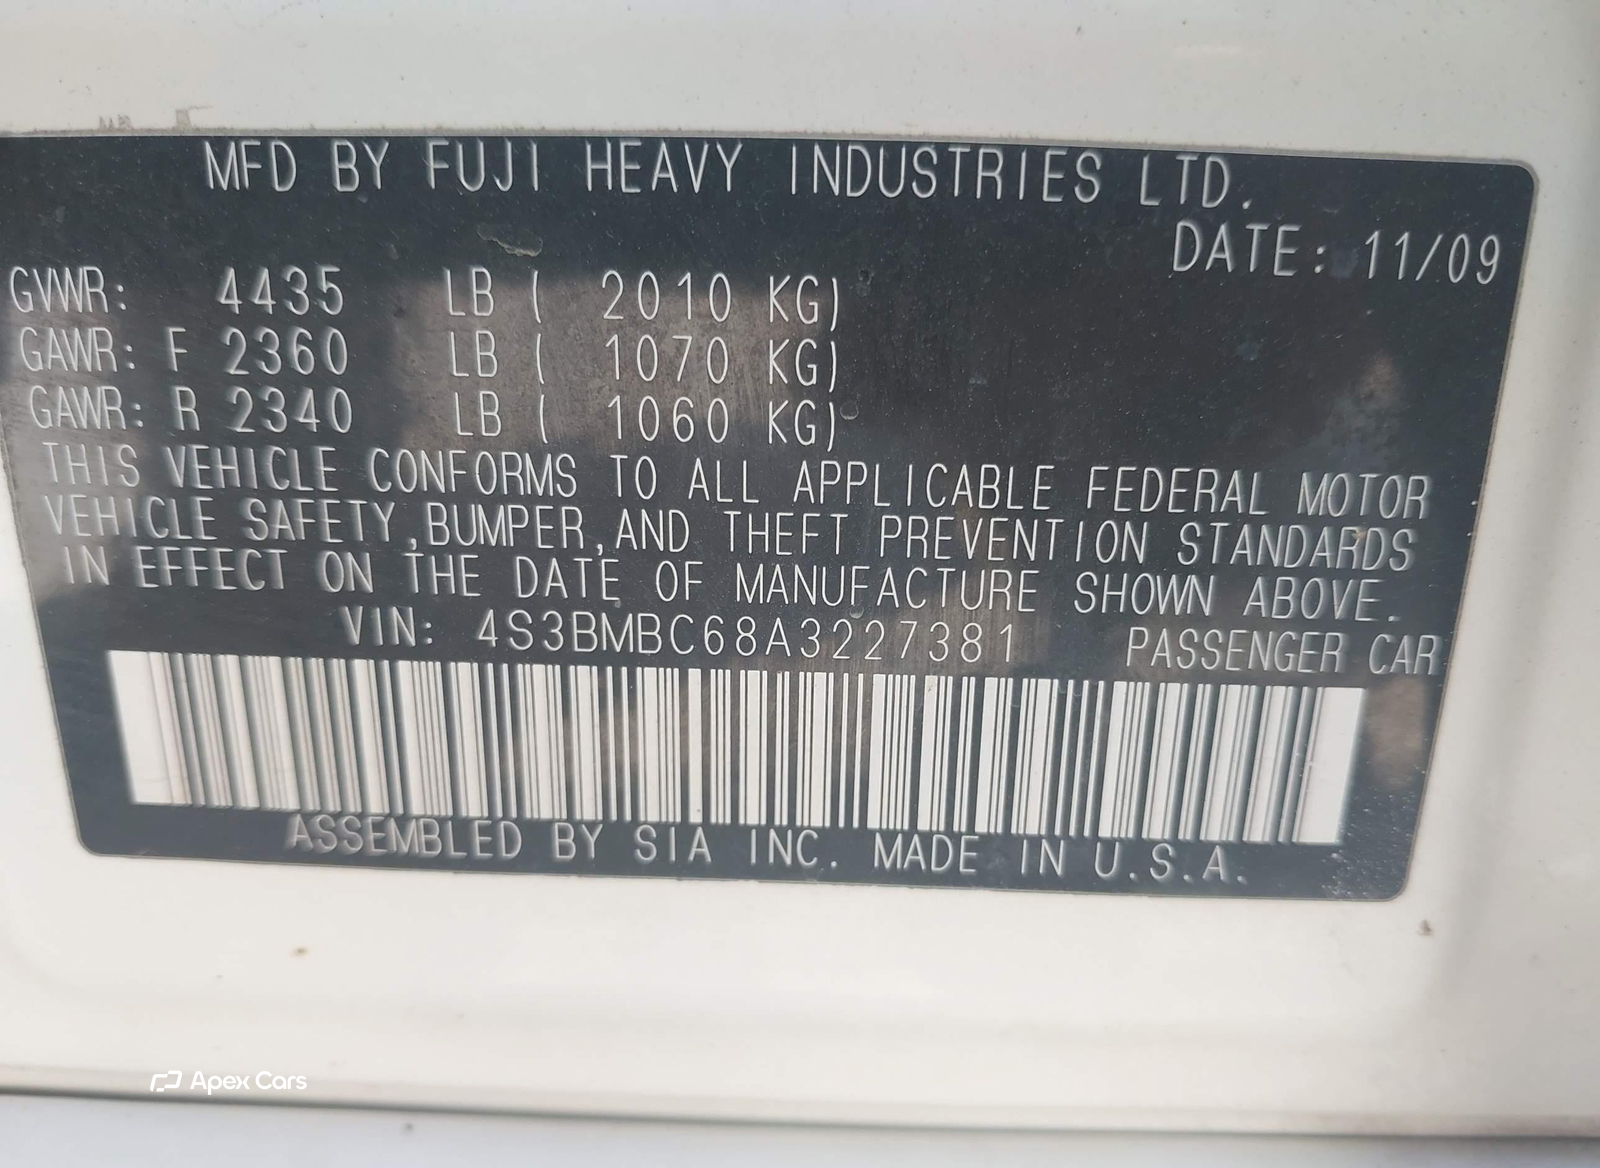 MFD BY FUJI HEAVY INDUSTRIES LTD.
DATE: 11/09
GVWR: 4435 LB ( 2010 KG)
GAWR: F 2360 LB ( 1070 KG)
GAWR: R 2340 LB ( 1060 KG)
THIS VEHICLE CONFORMS TO ALL APPLICABLE FEDERAL MOTOR
VEHICLE SAFETY,BUMPER,AND THEFT PREVENTION STANDARDS
IN EFFECT ON THE DATE OF MANUFACTURE SHOWN ABOVE.
VIN: 4S3BMBC68A3227381 PASSENGER CAR
ASSEMBLED BY SIA INC. MADE IN U.S.A.
Apex Cars